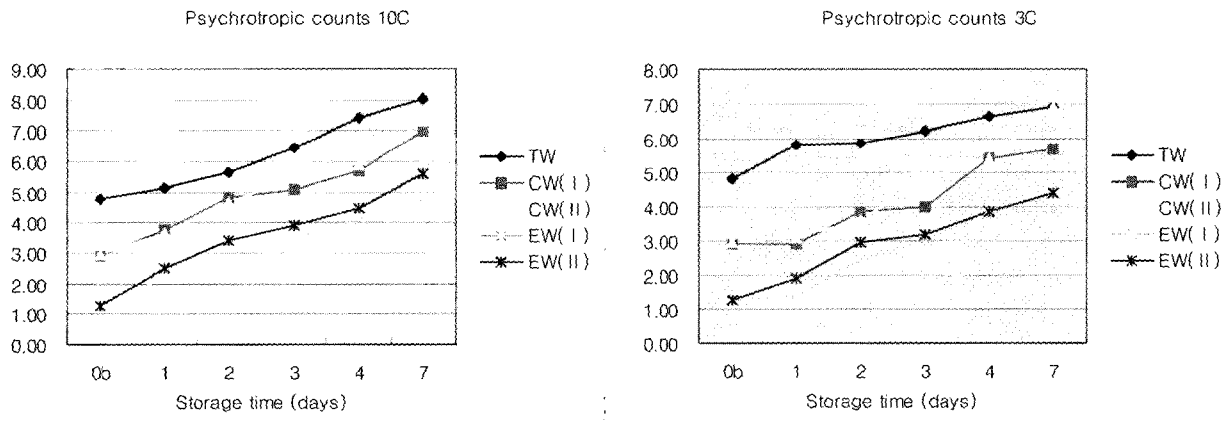 Psychrotropic counts 10C
9.00
8.00
7.00
6.00
5.00
4.00
3.00
2.00
1.00
0.00
0b 1 2 3 4 7
Storage time (days)
TW
CW(Ⅰ)
CW(Ⅱ)
EW(Ⅰ)
EW(Ⅱ)
Psychrotropic counts 3C
8.00
7.00
6.00
5.00
4.00
3.00
2.00
1.00
0.00
0b 1 2 3 4 7
Storage time (days)
TW
CW(Ⅰ)
CW(Ⅱ)
EW(Ⅰ)
EW(Ⅱ)